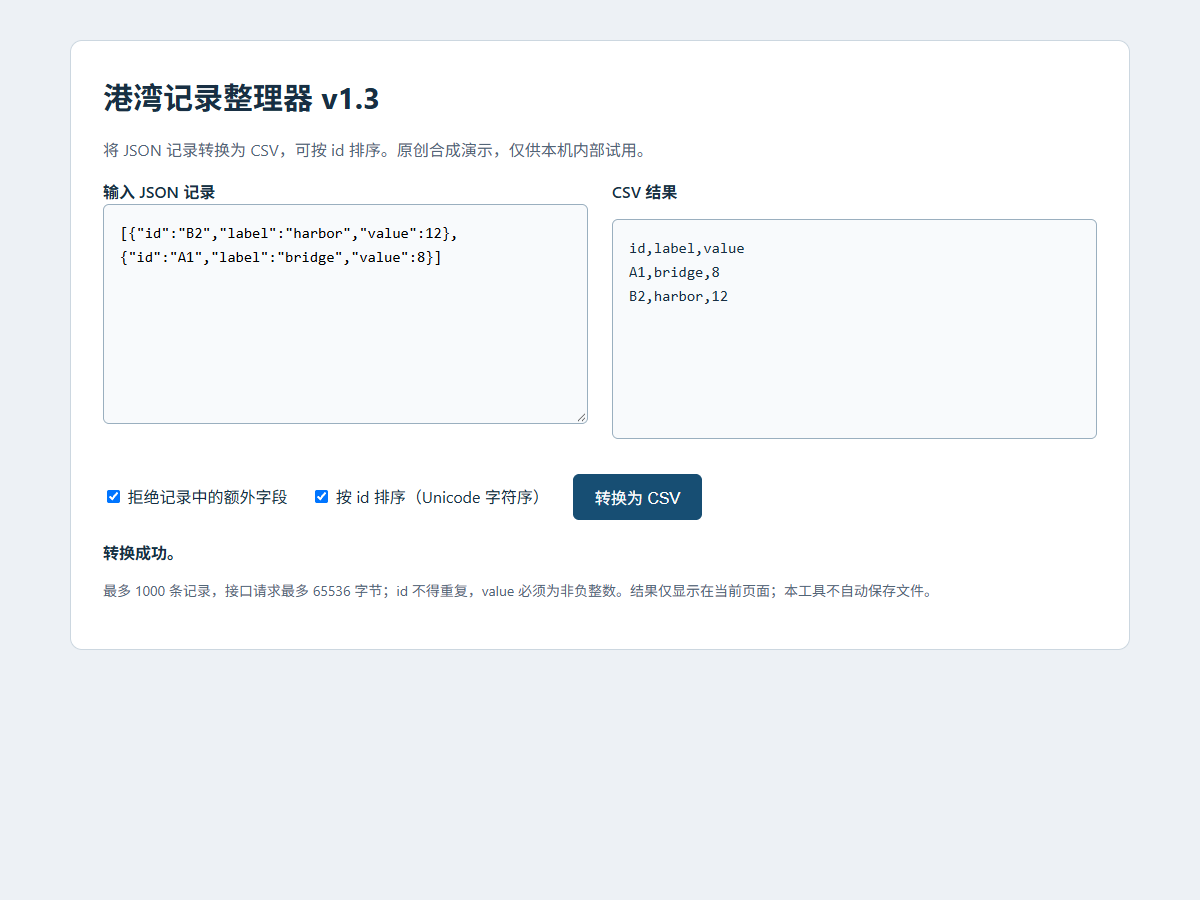 港湾记录整理器 v1.3
将 JSON 记录转换为 CSV，可按 id 排序。原创合成演示，仅供本机内部试用。
输入 JSON 记录
[{"id":"B2","label":"harbor","value":12},
{"id":"A1","label":"bridge","value":8}]
CSV 结果
id,label,value
A1,bridge,8
B2,harbor,12
拒绝记录中的额外字段
按 id 排序（Unicode 字符序）
转换为 CSV
转换成功。
最多 1000 条记录，接口请求最多 65536 字节；id 不得重复，value 必须为非负整数。结果仅显示在当前页面；本工具不自动保存文件。